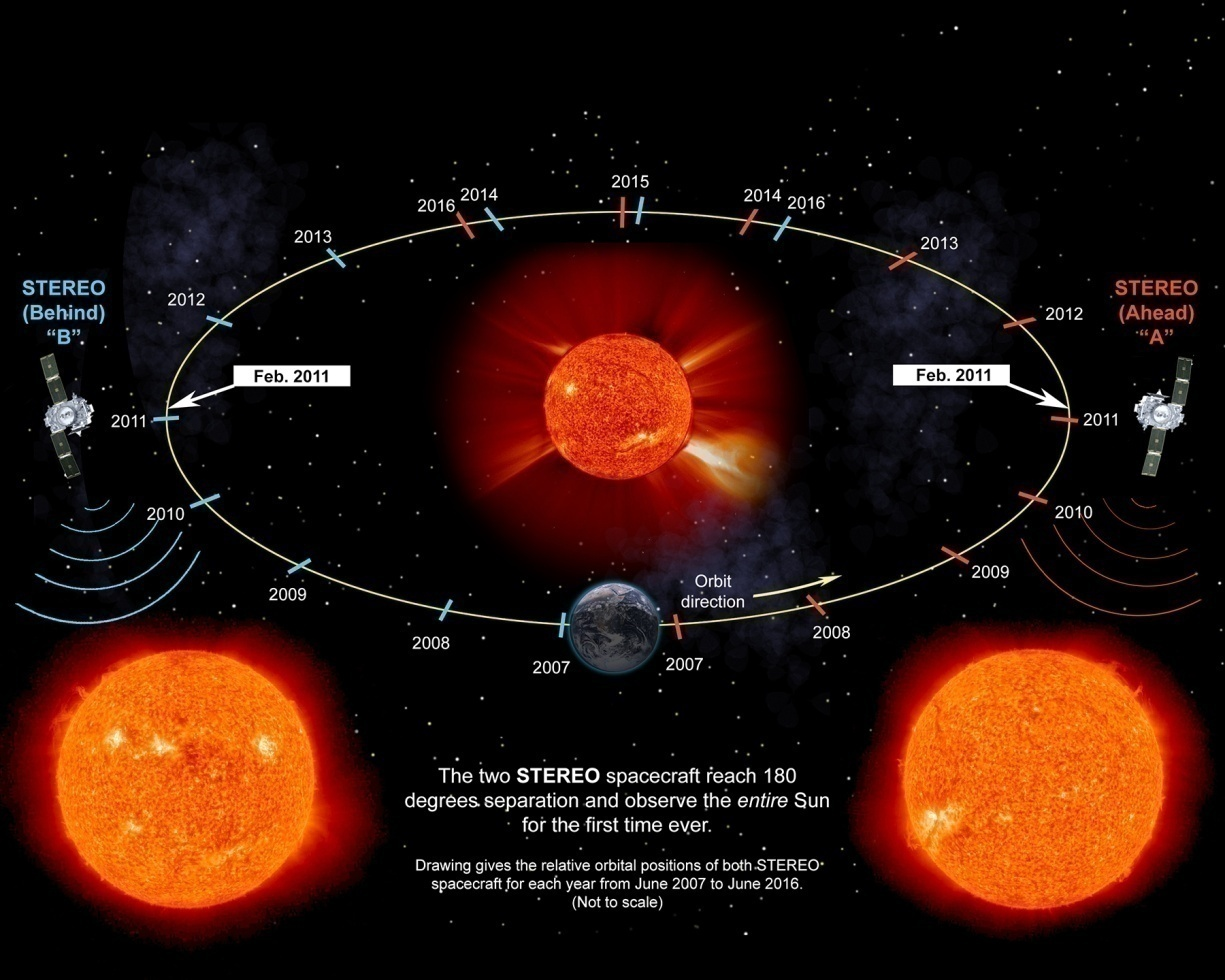 2015
2016 2014
2014 2016
2013
2013
STEREO
(Behind)
“B”
STEREO
(Ahead)
“A”
2012
2012
Feb. 2011
Feb. 2011
2011
2011
2010
2010
2009
2009
Orbit
direction
2008
2008
2007
2007
The two STEREO spacecraft reach 180
degrees separation and observe the entire Sun
for the first time ever.
Drawing gives the relative orbital positions of both STEREO
spacecraft for each year from June 2007 to June 2016.
(Not to scale)